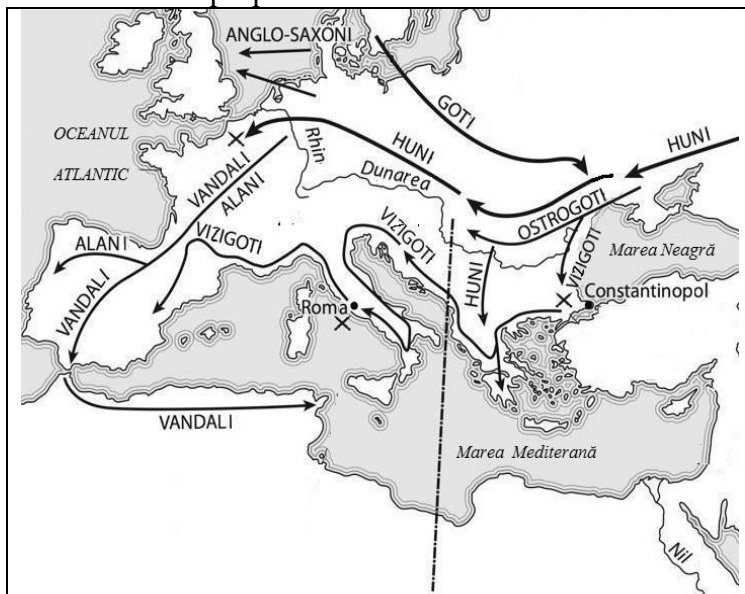 ANGLO-SAXONI
GOTI
OCEANUL
ATLANTIC
Rhin
HUNI
HUNI
Dunarea
VANDALI
ALANI
OSTROGOTI
VIZIGOTI
VIZIGOTI
VIZIGOTI
HUNI
Marea Neagră
ALANI
VANDALI
Roma
Constantinopol
VANDALI
Marea Mediterană
Nil